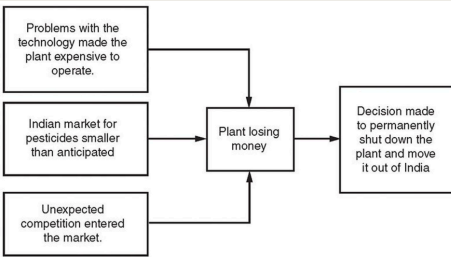 Problems with the
technology made the
plant expensive to
operate.
Indian market for
pesticides smaller
than anticipated
Unexpected
competition entered
the market.
Plant losing
money
Decision made
to permanently
shut down the
plant and move
it out of India